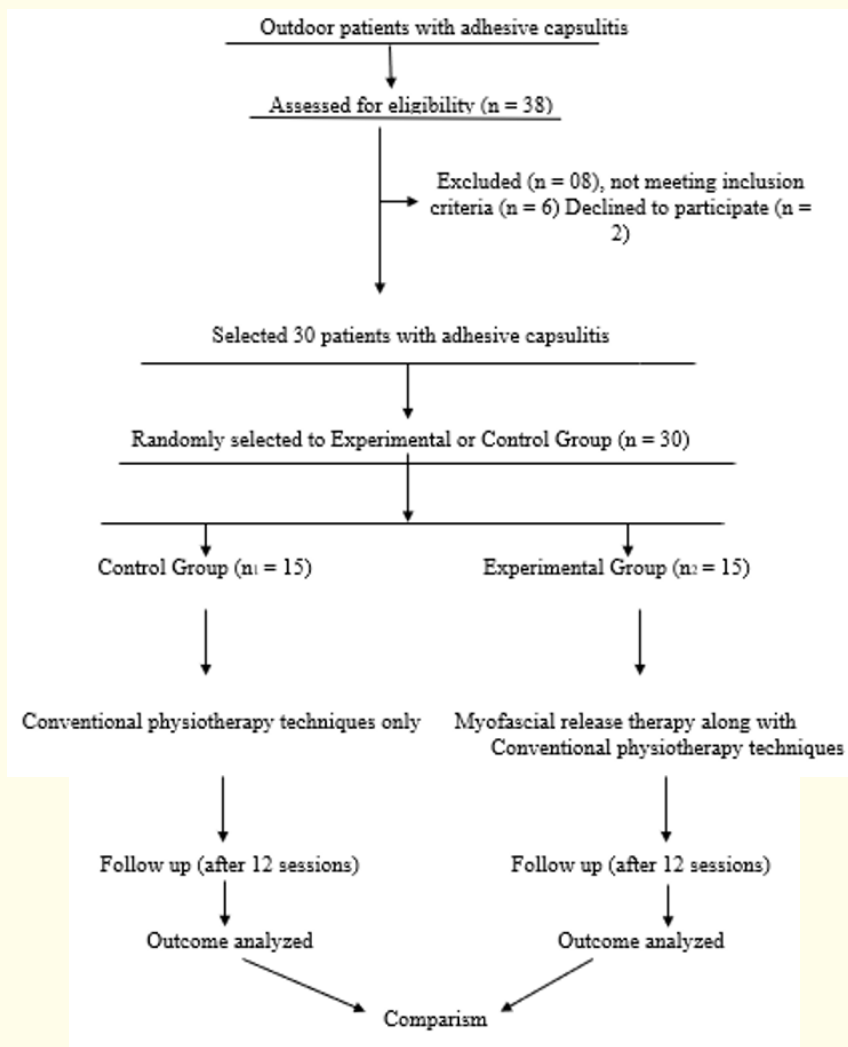 Outdoor patients with adhesive capsulitis
Assessed for eligibility (n = 38)
Excluded (n = 08), not meeting inclusion
criteria (n = 6) Declined to participate (n =
2)
Selected 30 patients with adhesive capsulitis
Randomly selected to Experimental or Control Group (n = 30)
Control Group (n₁ = 15)
Experimental Group (n₂ = 15)
Conventional physiotherapy techniques only
Myofascial release therapy along with
Conventional physiotherapy techniques
Follow up (after 12 sessions)
Follow up (after 12 sessions)
Outcome analyzed
Outcome analyzed
Comparism